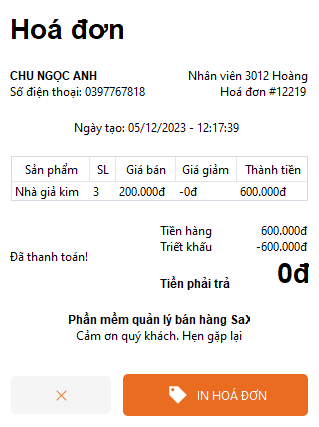 Hoá đơn
CHU NGỌC ANH
Nhân viên 3012 Hoàng
Số điện thoại: 0397767818
Hoá đơn #12219
Ngày tạo: 05/12/2023 - 12:17:39
Sản phẩm SL Giá bán Giá giảm Thành tiền
Nhà giả kim 3 200.000đ -0đ 600.000đ
Tiền hàng 600.000đ
Triết khấu -600.000đ
Đã thanh toán!
Tiền phải trả 0đ
Phần mềm quản lý bán hàng SaX
Cảm ơn quý khách. Hẹn gặp lại
IN HOÁ ĐƠN